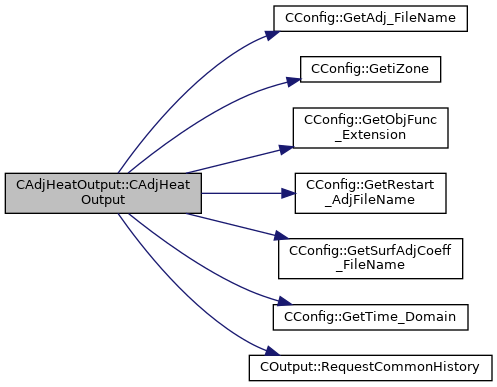 CConfig::GetAdj_FileName
CConfig::GetiZone
CConfig::GetObjFunc
_Extension
CAdjHeatOutput::CAdjHeat
Output
CConfig::GetRestart
_AdjFileName
CConfig::GetSurfAdjCoeff
_FileName
CConfig::GetTime_Domain
COutput::RequestCommonHistory